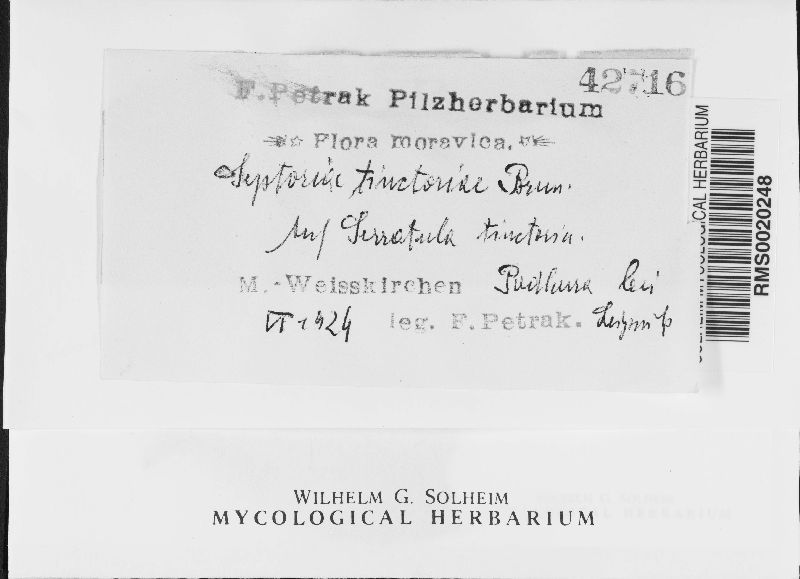 42716
F. Petrak Pilzherbarium
Flora moravica.
Septoria tinctoriae Brun.
Auf Serratula tinctoria.
M.-Weisskirchen Podhura bei
VI 1924 leg. F. Petrak.
SOLHEIM MYCOLOGICAL HERBARIUM
RMS0020248
WILHELM G. SOLHEIM
MYCOLOGICAL HERBARIUM